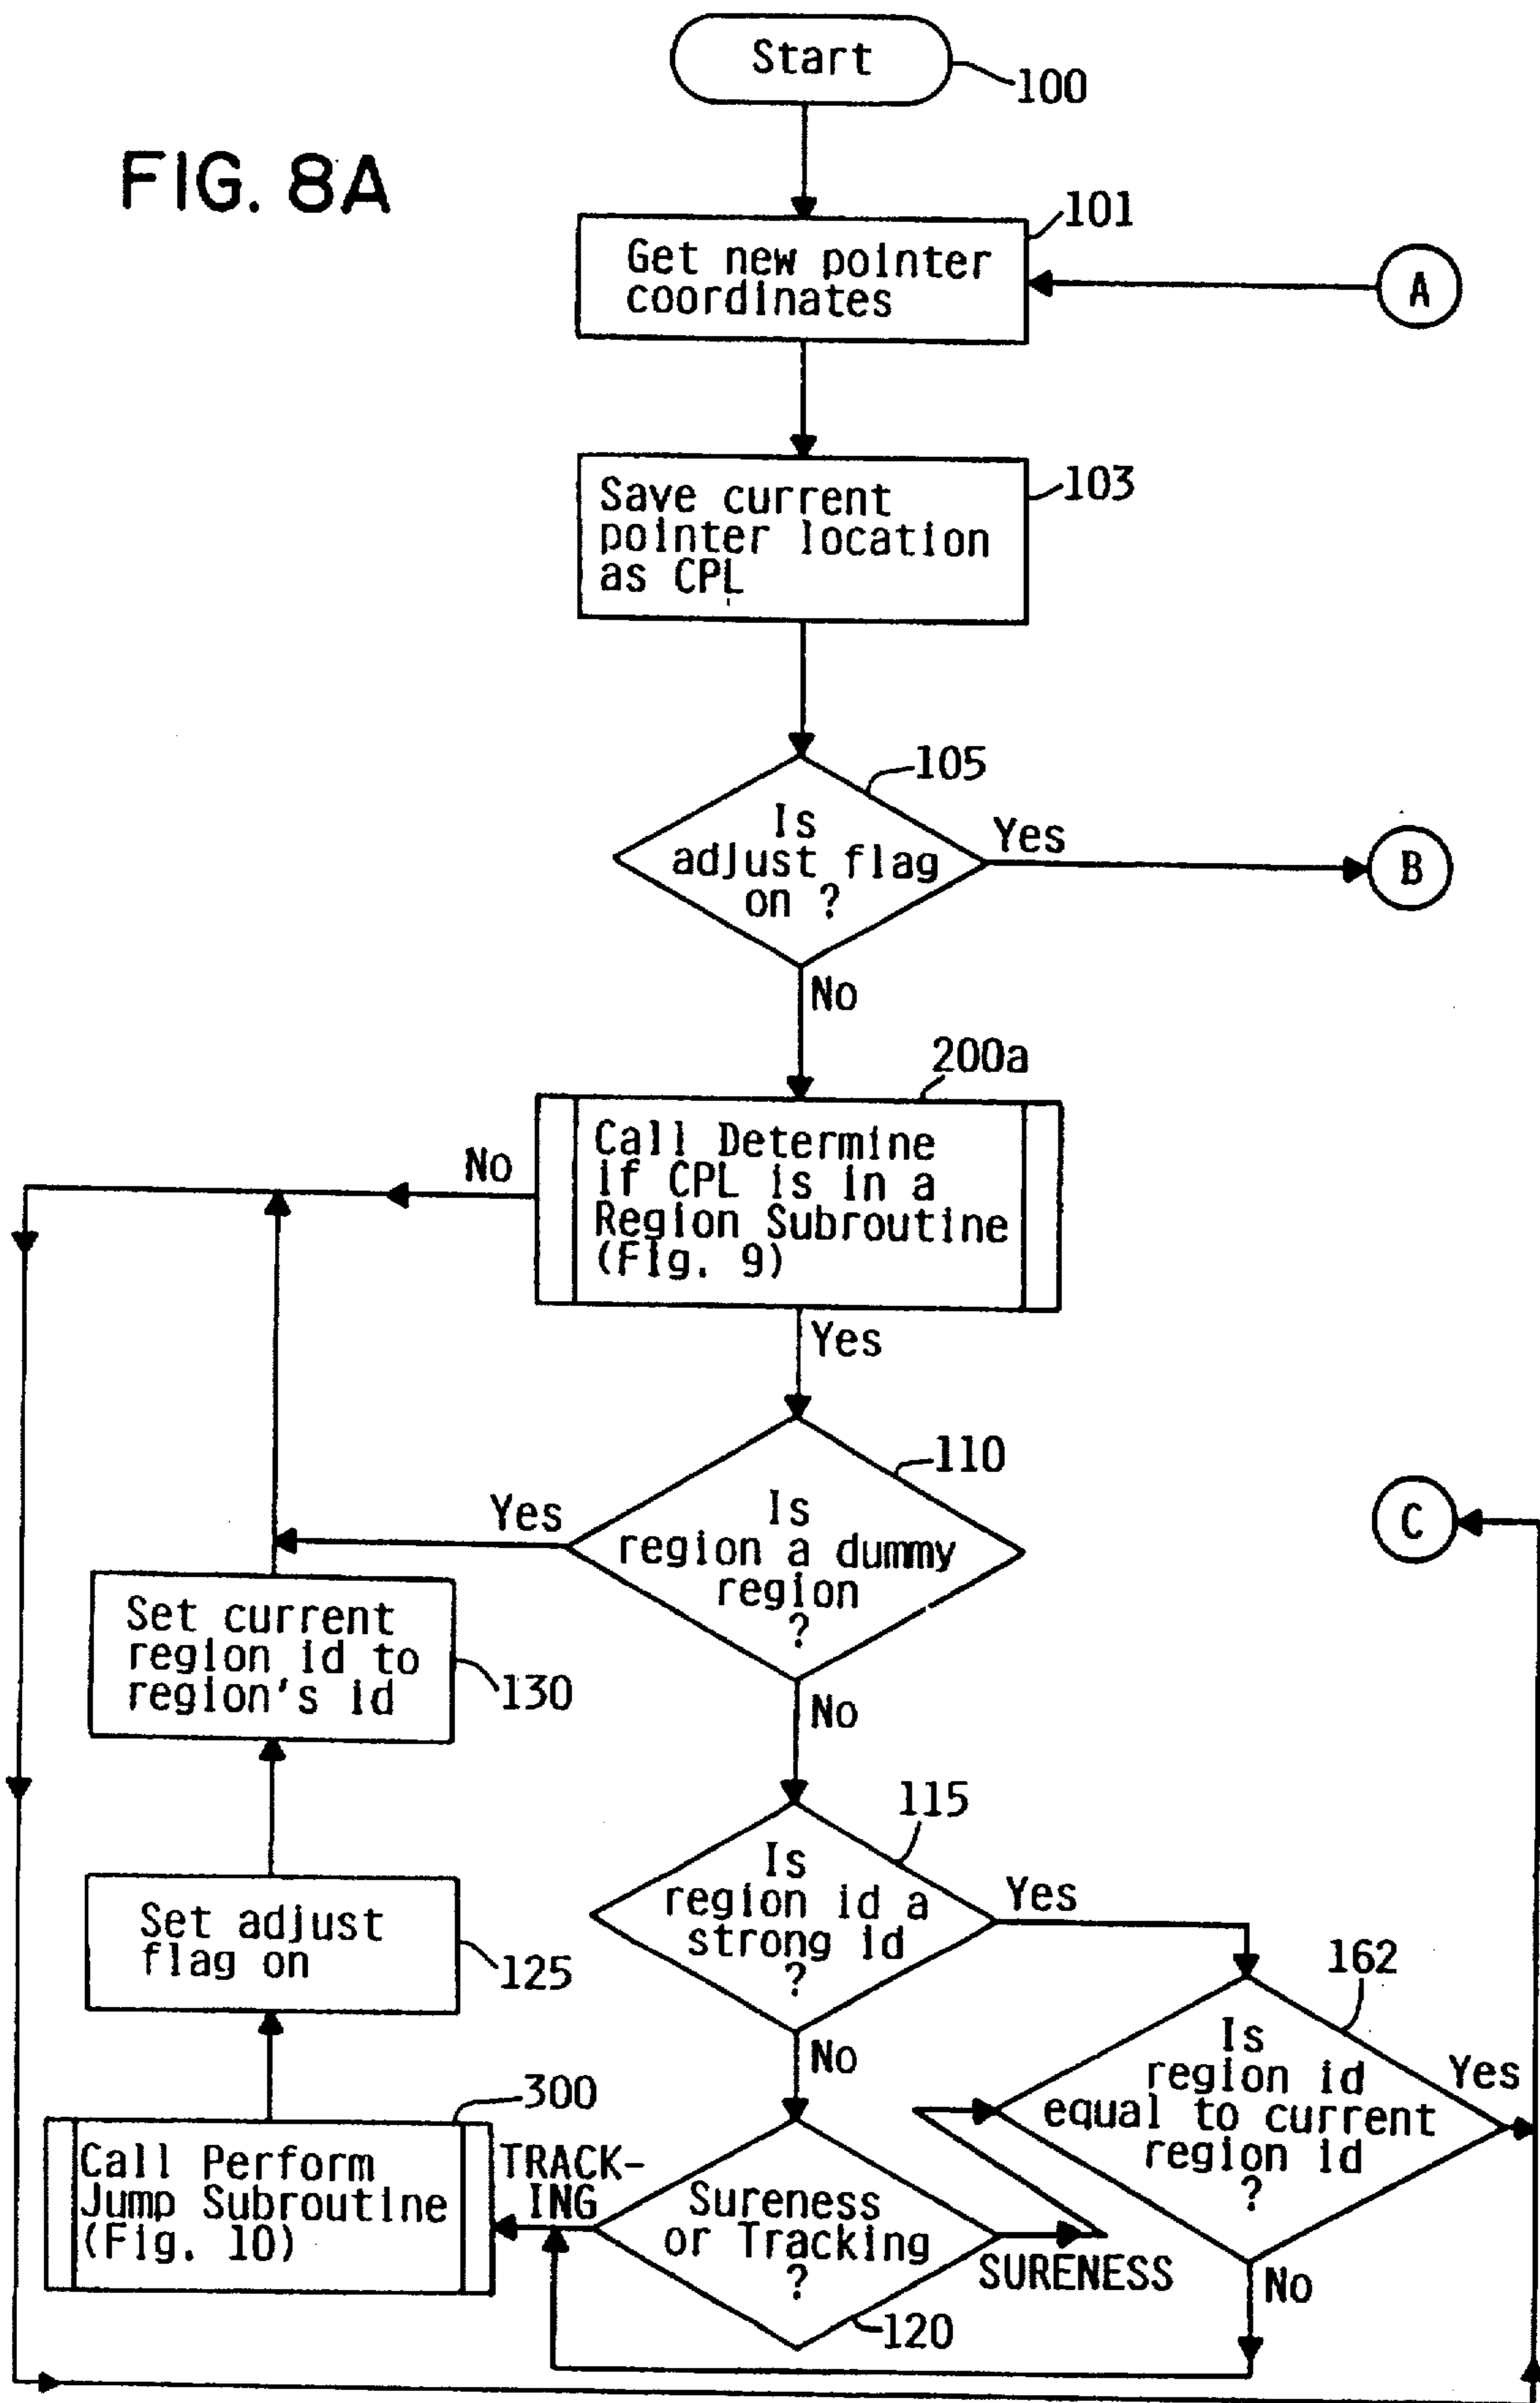 Start
100
FIG. 8A
101
Get new pointer
coordinates
A
103
Save current
pointer location
as CPL
105
Is
adjust flag
on ?
Yes
B
No
200a
Call Determine
if CPL is in a
Region Subroutine
(Fig. 9)
No
Yes
110
Is
region a dummy
region
?
Yes
C
Set current
region id to
region's id
130
No
115
Is
region id a
strong id
?
Yes
Set adjust
flag on
125
162
Is
region id
equal to current
region id
?
Yes
No
300
Call Perform
Jump Subroutine
(Fig. 10)
TRACK-
ING
Sureness
or Tracking
?
SURENESS
120
No